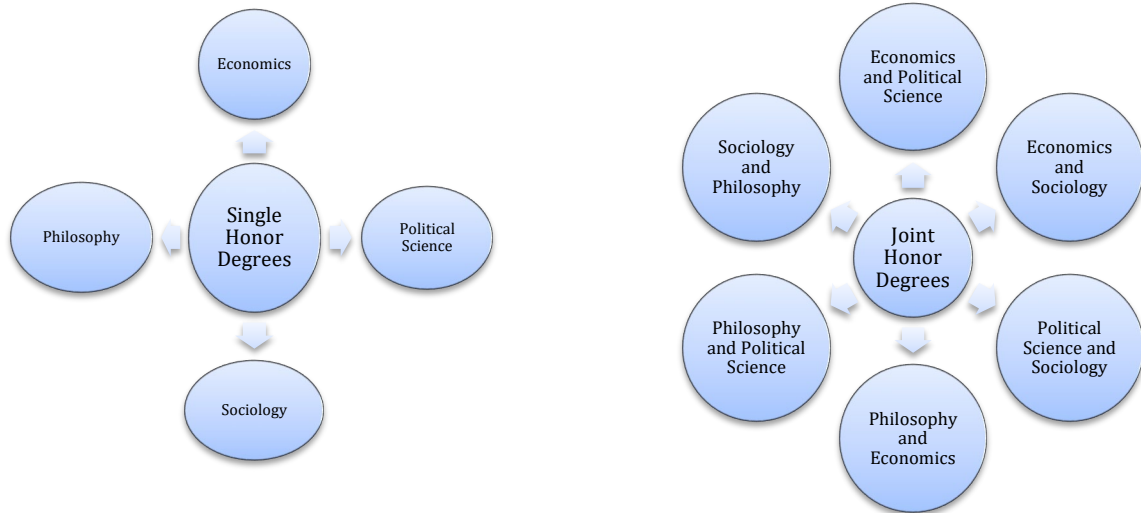 Economics
Philosophy
Single
Honor
Degrees
Political
Science
Sociology
Economics
and Political
Science
Sociology
and
Philosophy
Economics
and
Sociology
Joint
Honor
Degrees
Philosophy
and Political
Science
Political
Science and
Sociology
Philosophy
and
Economics